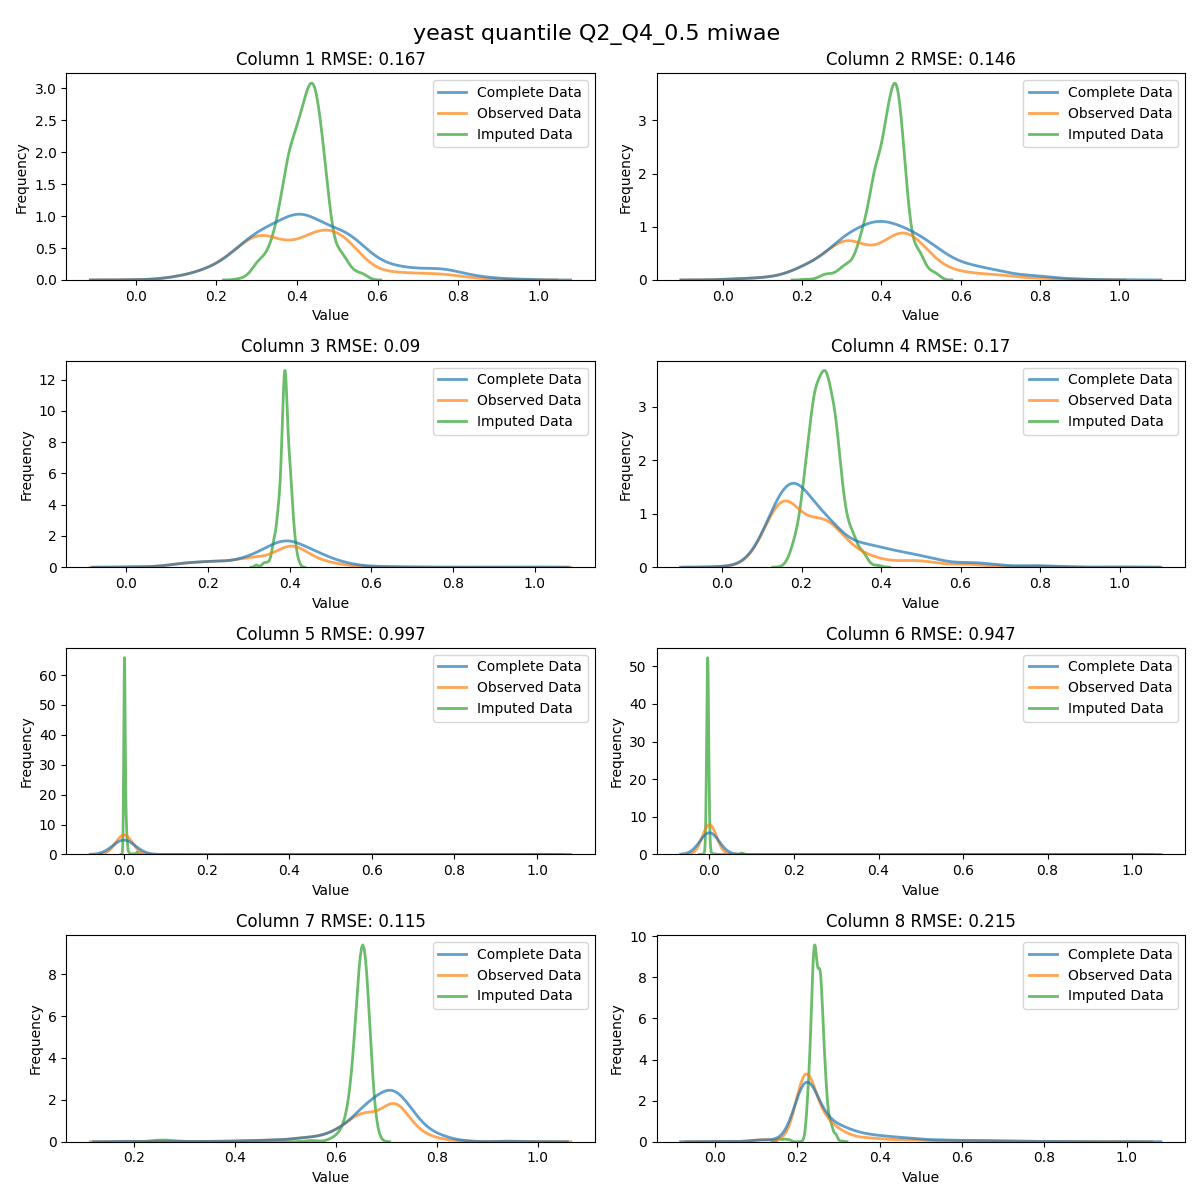 yeast quantile Q2_Q4_0.5 miwae
Column 1 RMSE: 0.167
Frequency
3.0
2.5
2.0
1.5
1.0
0.5
0.0
Complete Data
Observed Data
Imputed Data
0.0 0.2 0.4 0.6 0.8 1.0
Value
Column 2 RMSE: 0.146
Frequency
3
2
1
0
Complete Data
Observed Data
Imputed Data
0.0 0.2 0.4 0.6 0.8 1.0
Value
Column 3 RMSE: 0.09
Frequency
12
10
8
6
4
2
0
Complete Data
Observed Data
Imputed Data
0.0 0.2 0.4 0.6 0.8 1.0
Value
Column 4 RMSE: 0.17
Frequency
3
2
1
0
Complete Data
Observed Data
Imputed Data
0.0 0.2 0.4 0.6 0.8 1.0
Value
Column 5 RMSE: 0.997
Frequency
60
50
40
30
20
10
0
Complete Data
Observed Data
Imputed Data
0.0 0.2 0.4 0.6 0.8 1.0
Value
Column 6 RMSE: 0.947
Frequency
50
40
30
20
10
0
Complete Data
Observed Data
Imputed Data
0.0 0.2 0.4 0.6 0.8 1.0
Value
Column 7 RMSE: 0.115
Frequency
8
6
4
2
0
Complete Data
Observed Data
Imputed Data
0.2 0.4 0.6 0.8 1.0
Value
Column 8 RMSE: 0.215
Frequency
10
8
6
4
2
0
Complete Data
Observed Data
Imputed Data
0.0 0.2 0.4 0.6 0.8 1.0
Value